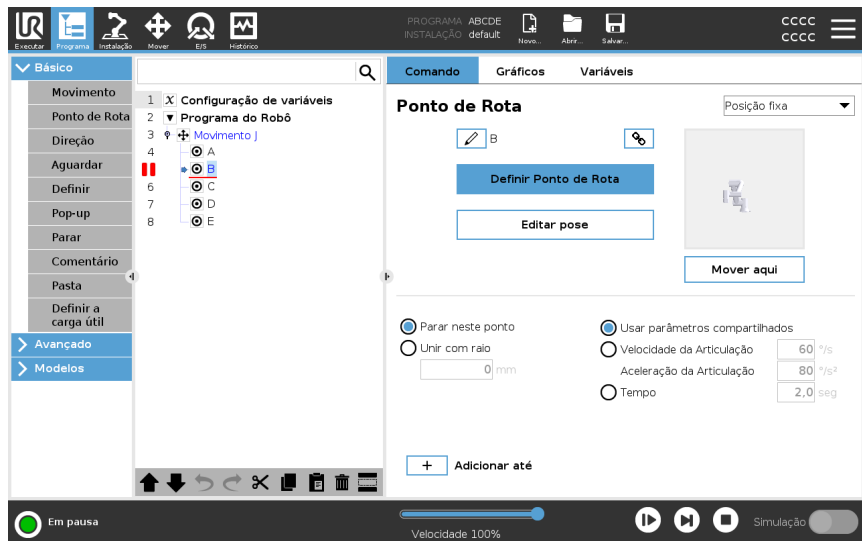 UR
PROGRAMA ABCDE
INSTALAÇÃO default
Executar Programa Instalação Mover E/S Histórico
Novo... Abrir... Salvar...
CCCC
CCCC
Básico
Movimento
Ponto de Rota
Direção
Aguardar
Definir
Pop-up
Parar
Comentário
Pasta
Definir a
carga útil
Avançado
Modelos
1 X Configuração de variáveis
2 Programa do Robô
3 Movimento J
4 A
B
6 C
7 D
8 E
Comando Gráficos Variáveis
Ponto de Rota
Posição fixa
B
Definir Ponto de Rota
Editar pose
Mover aqui
Parar neste ponto
Unir com raio
0 mm
Usar parâmetros compartilhados
Velocidade da Articulação 60 °/s
Aceleração da Articulação 80 °/s²
Tempo 2,0 seg
+ Adicionar até
Em pausa
Velocidade 100%
Simulação